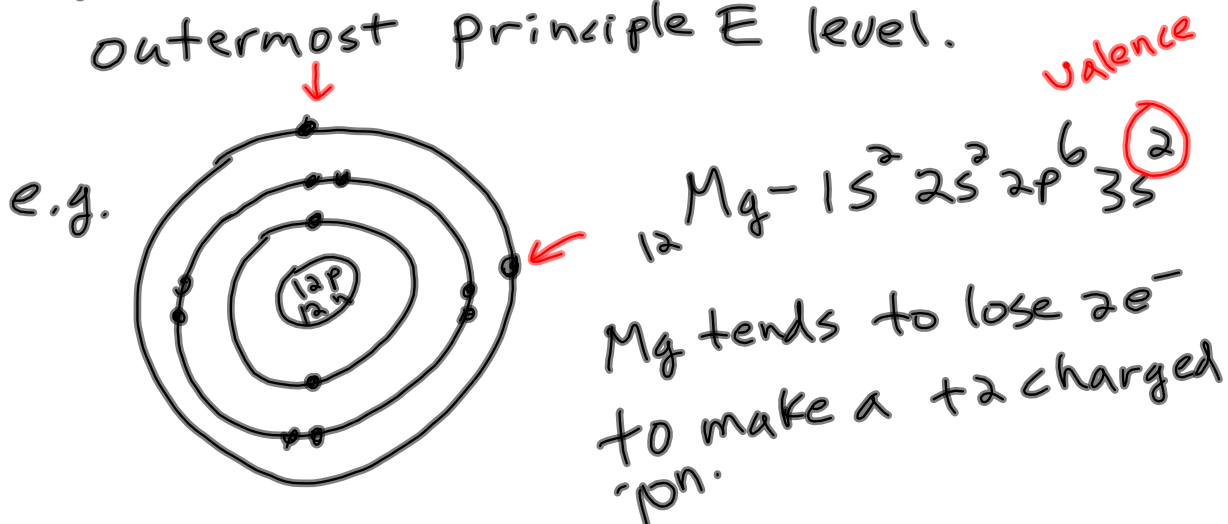 outermost principle E level.
valence
e.g.
12p
12n
₁₂Mg - 1s² 2s² 2p⁶ 3s²
Mg tends to lose 2e⁻
to make a +2 charged
ion.